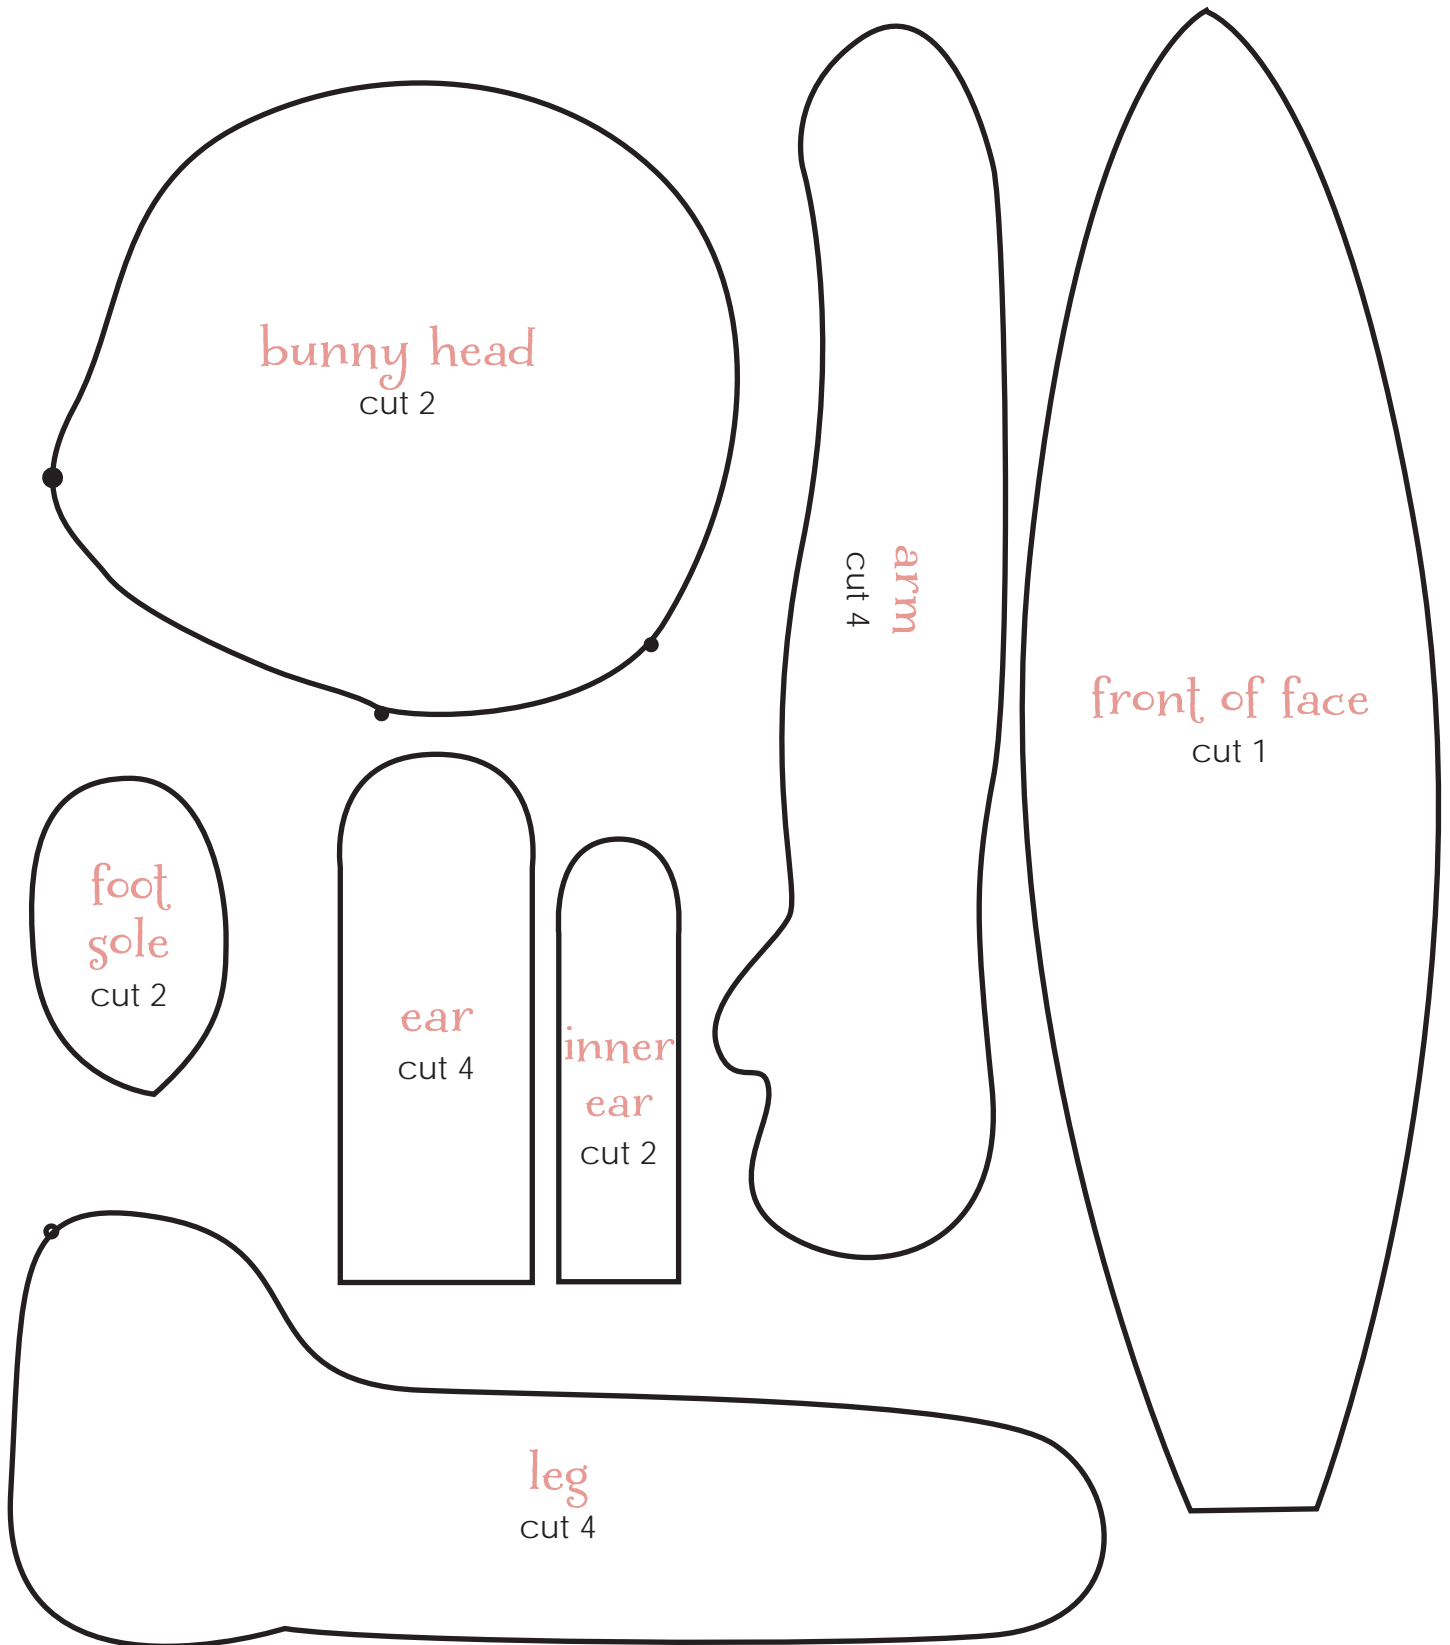 bunny head
cut 2
arm
cut 4
front of face
cut 1
foot
sole
cut 2
ear
cut 4
inner
ear
cut 2
leg
cut 4